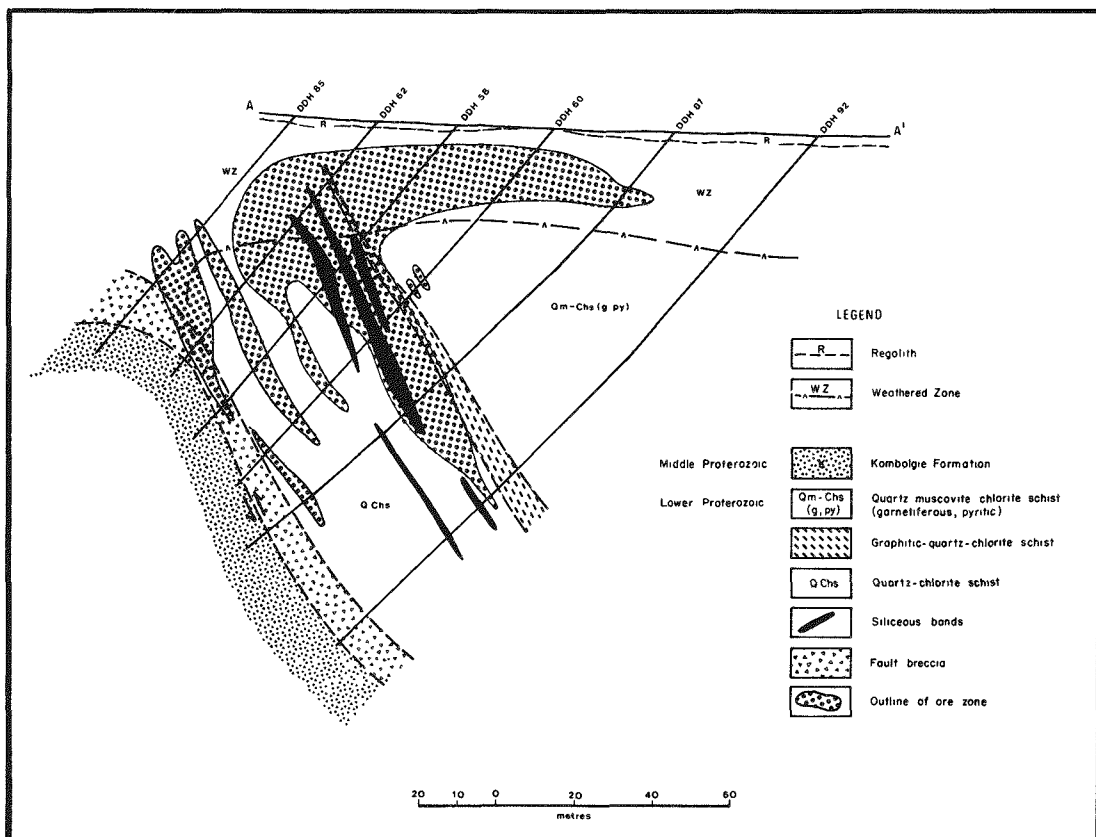 A
DDH 85
DDH 62
DDH 58
DDH 60
DDH 87
DDH 92
A'
R
R
WZ
WZ
Qm-Chs (g py)
Q Chs
LEGEND
R Regolith
WZ Weathered Zone
Middle Proterozoic Kombolgie Formation
Lower Proterozoic Qm-Chs (g, py) Quartz muscovite chlorite schist (garnetiferous, pyritic)
Graphitic-quartz-chlorite schist
Q Chs Quartz-chlorite schist
Siliceous bands
Fault breccia
Outline of ore zone
20 10 0 20 40 60
metres